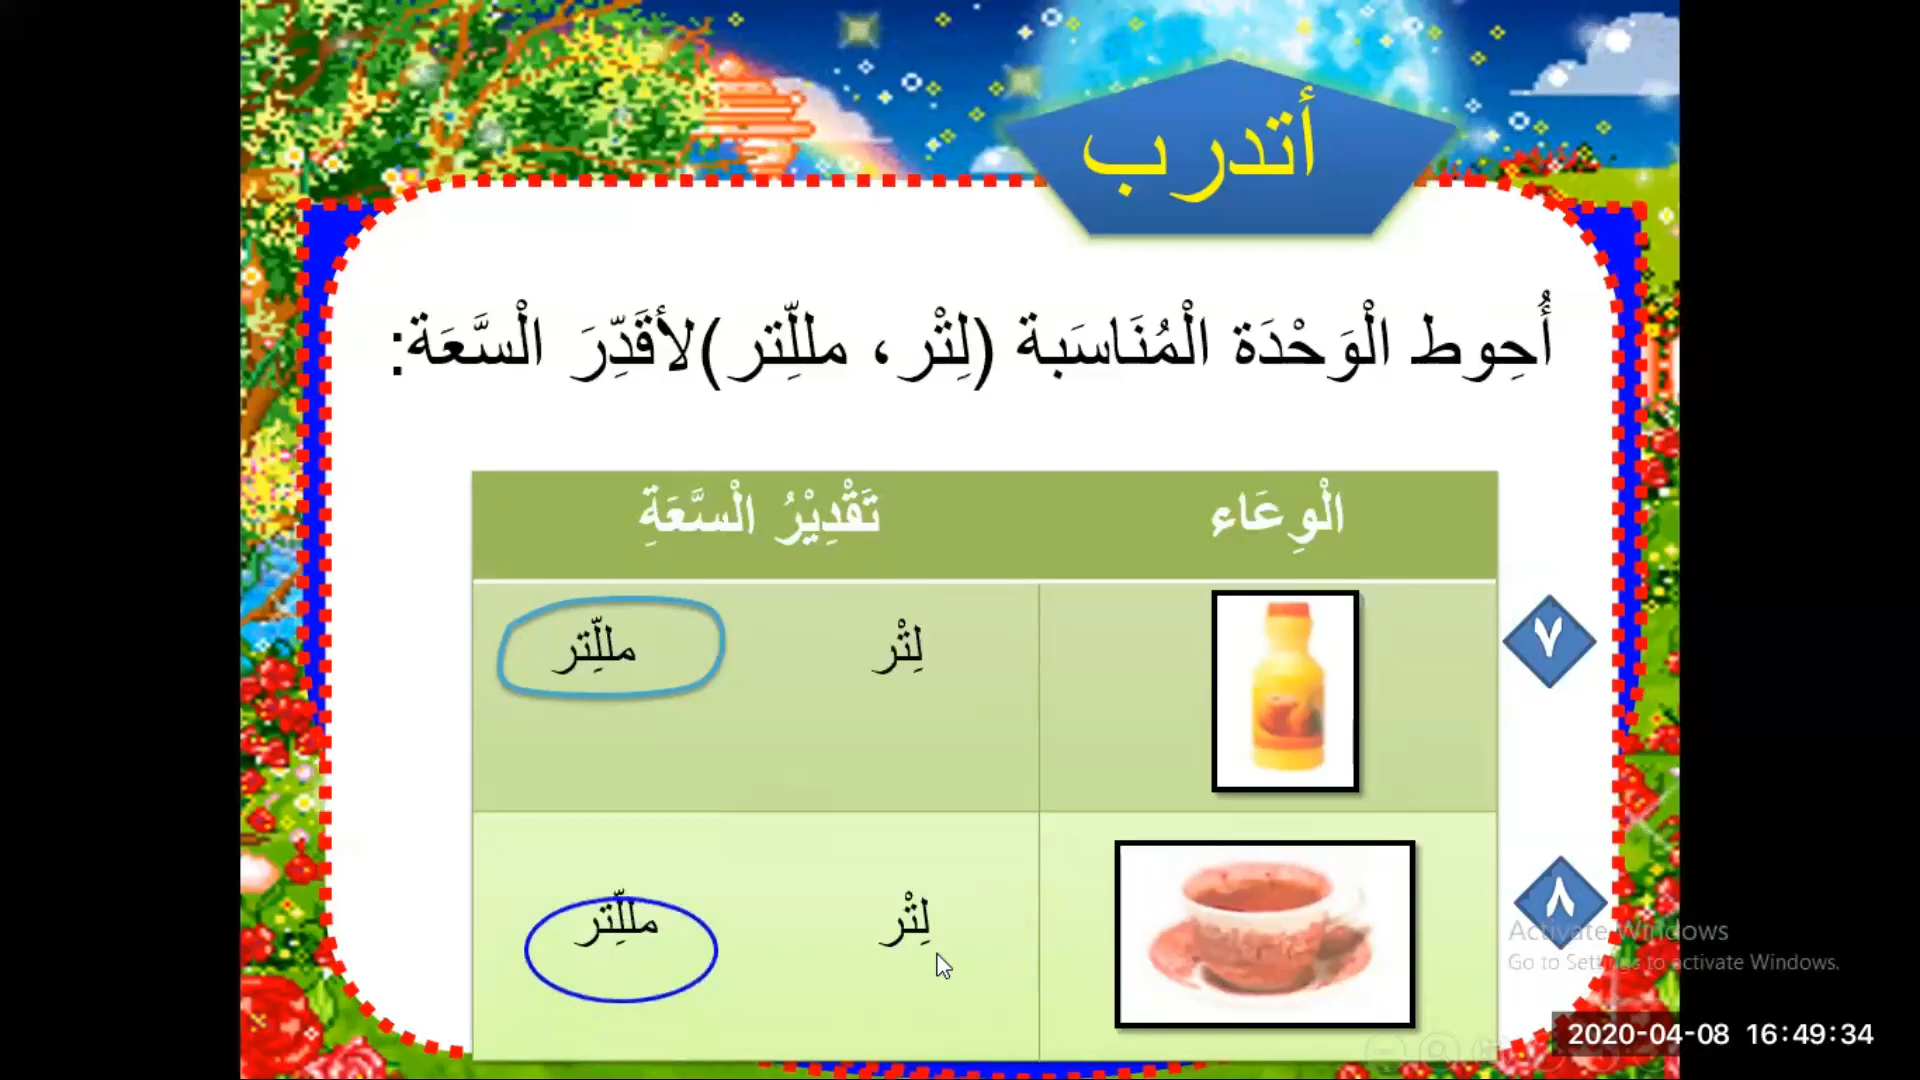 أتدرب
أُحِوط الْوَحْدَة الْمُنَاسَبة (لِتْر، مللِّتر)لأقَدِّرَ الْسَّعَة:
الْوِعَاء تَقْدِيْرُ الْسَّعَةِ
٧ لِتْر مللِّتر
٨ لِتْر مللِّتر
Activate Windows
Go to Settings to activate Windows.
2020-04-08 16:49:34